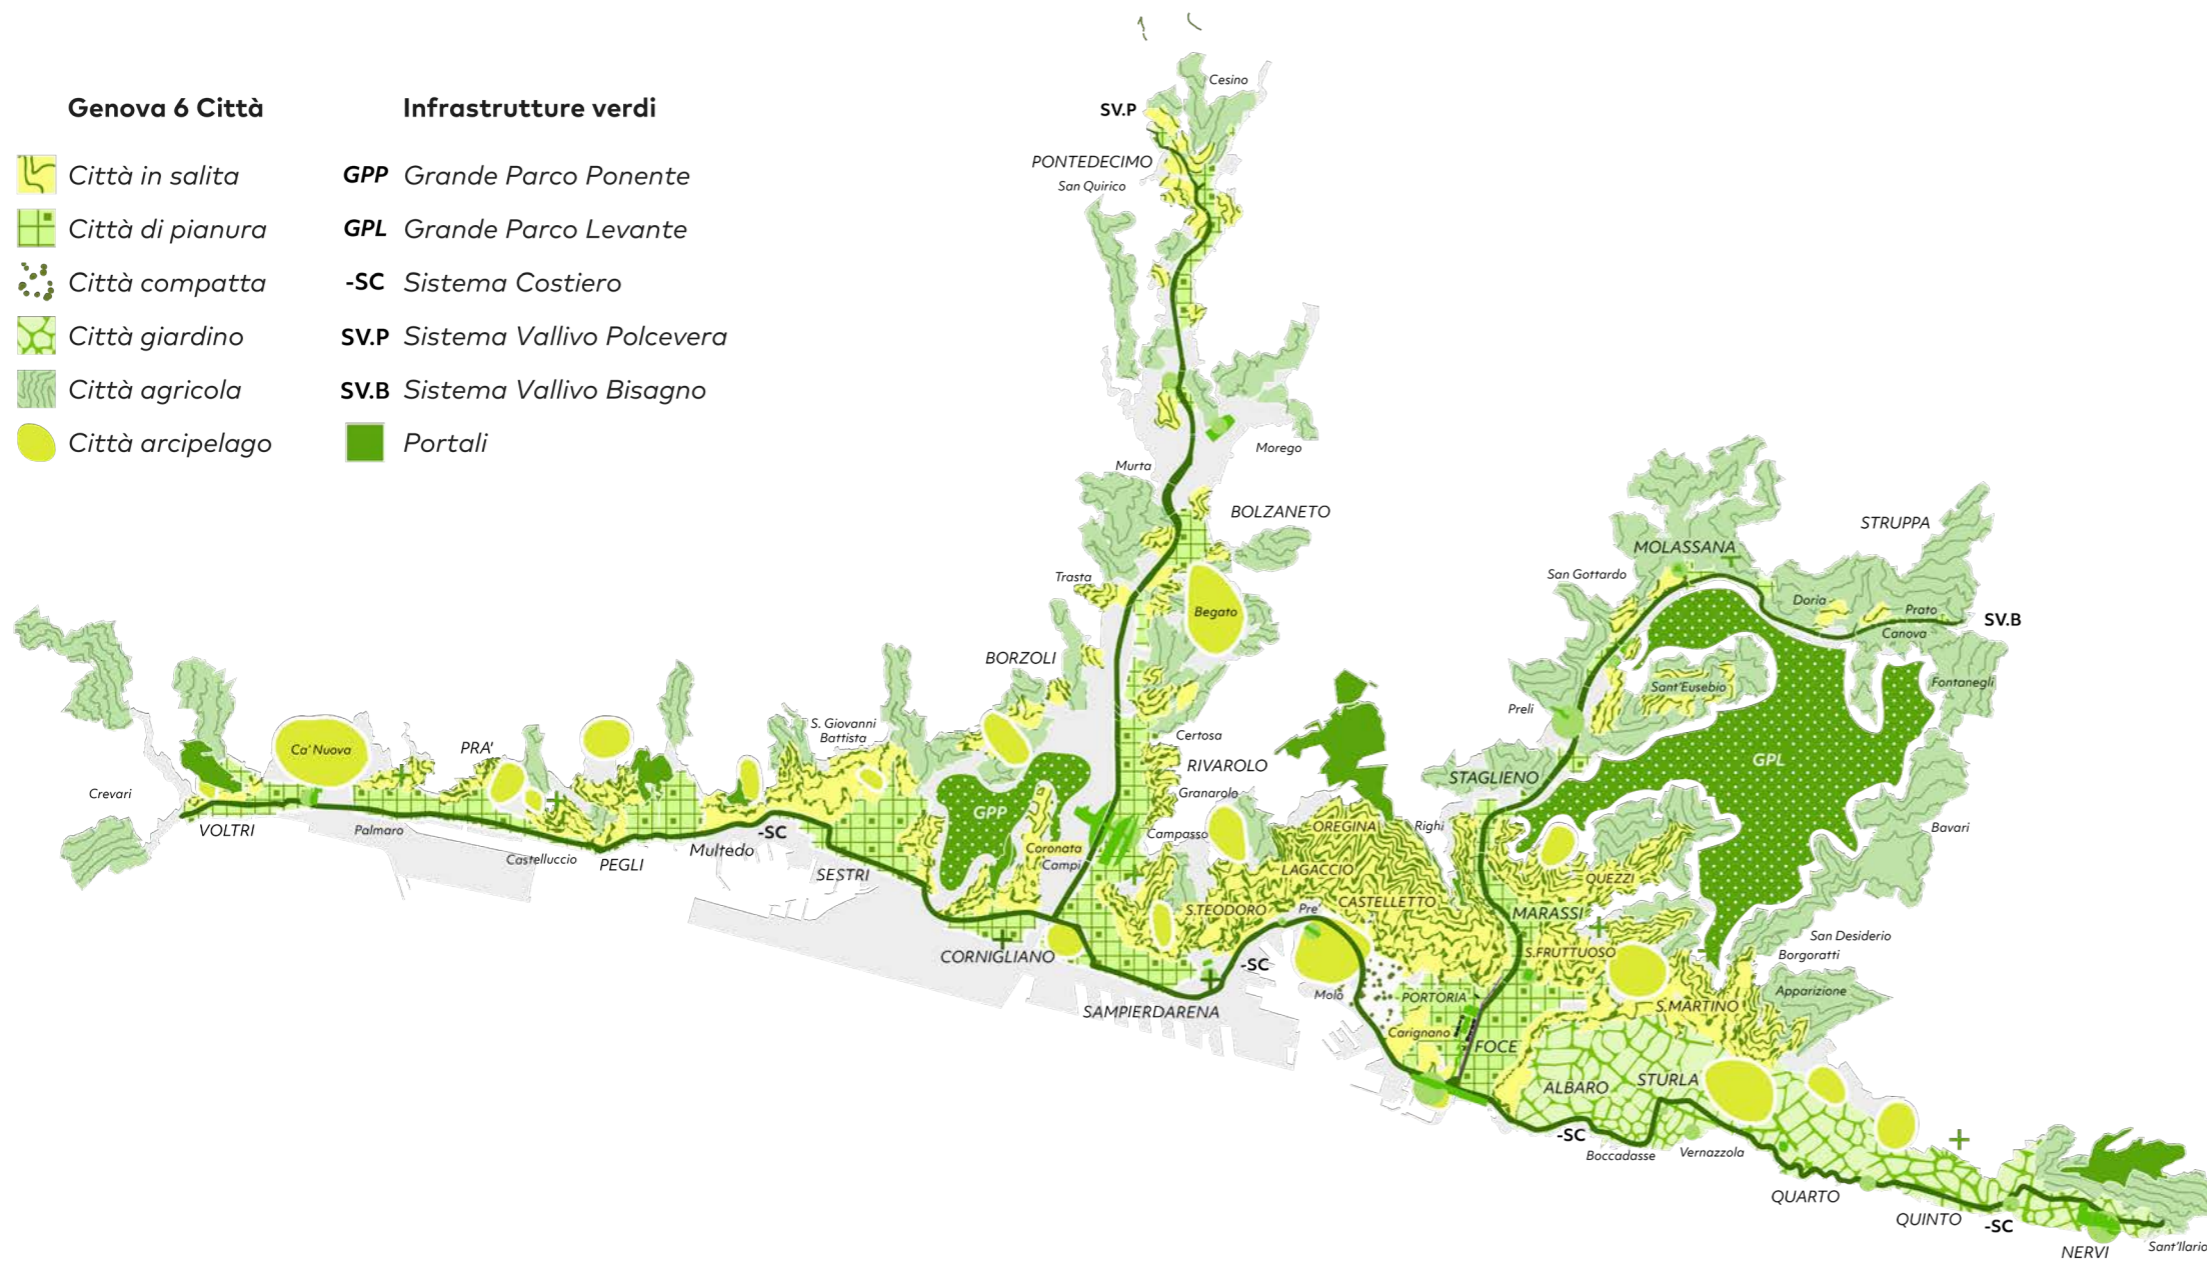 Genova 6 Città
Città in salita
Città di pianura
Città compatta
Città giardino
Città agricola
Città arcipelago
Infrastrutture verdi
GPP Grande Parco Ponente
GPL Grande Parco Levante
-SC Sistema Costiero
SV.P Sistema Vallivo Polcevera
SV.B Sistema Vallivo Bisagno
Portali
Cesino
SV.P
PONTEDECIMO
San Quirico
Morego
Murta
BOLZANETO
STRUPPA
MOLASSANA
San Gottardo
Trasta
Begato
Doria
Prato
SV.B
Canova
BORZOLI
Fontanegli
Sant'Eusebio
Preli
S. Giovanni
Battista
Certosa
PRA'
Ca' Nuova
RIVAROLO
GPL
STAGLIENO
Crevari
Granarolo
GPP
VOLTRI
Palmaro
-SC
Campasso
OREGINA
Righi
Bavari
Castelluccio
PEGLI
Multedo
Coronata
Campi
SESTRI
LAGACCIO
QUEZZI
S.TEODORO
Pre'
CASTELLETTO
MARASSI
San Desiderio
CORNIGLIANO
-SC
S.FRUTTUOSO
Borgoratti
Apparizione
Molo
PORTORIA
S.MARTINO
SAMPIERDARENA
Carignano
FOCE
ALBARO
STURLA
-SC
Boccadasse
Vernazzola
QUARTO
QUINTO
-SC
NERVI
Sant'Ilario